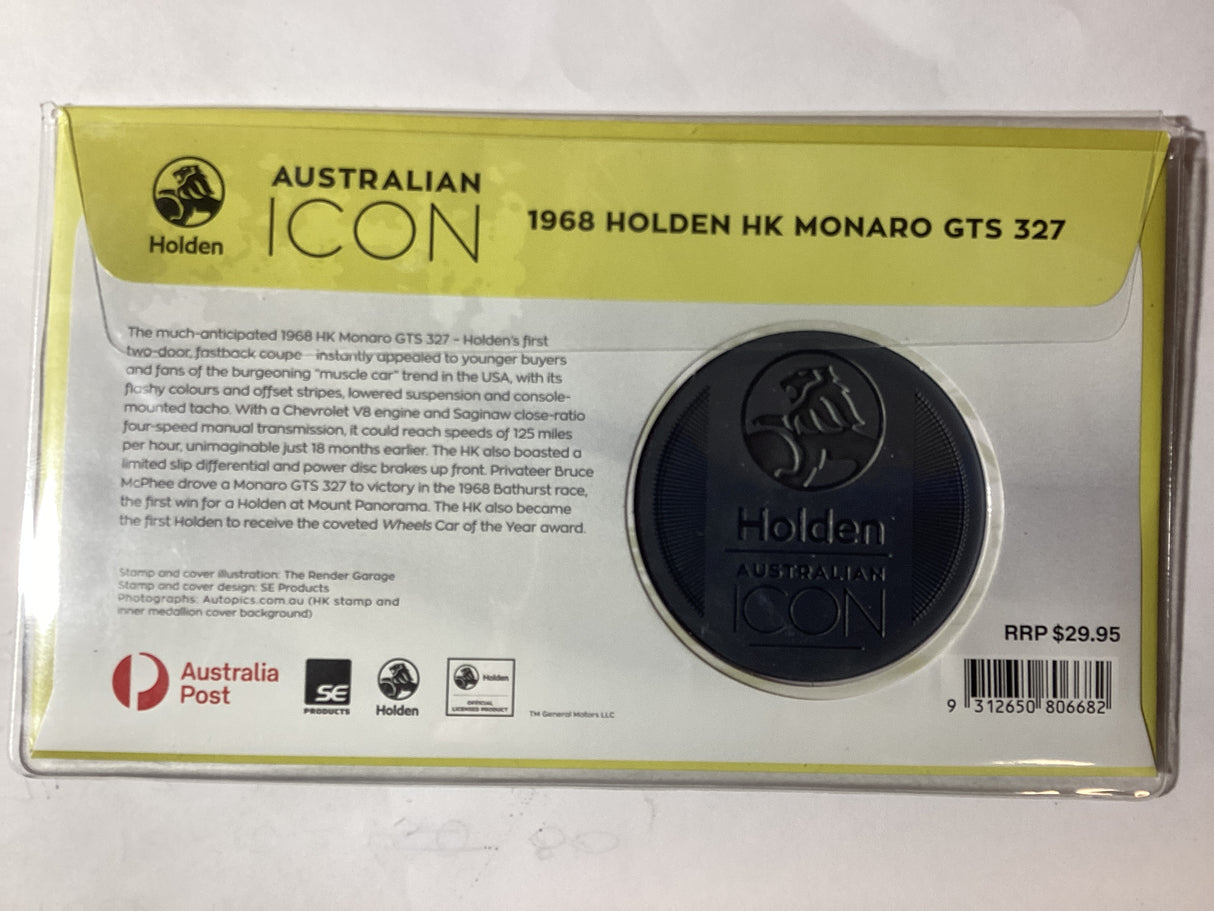 AUSTRALIAN
ICON
Holden
1968 HOLDEN HK MONARO GTS 327
The much-anticipated 1968 HK Monaro GTS 327 – Holden's first
two-door, fastback coupe – instantly appealed to younger buyers
and fans of the burgeoning "muscle car" trend in the USA, with its
flashy colours and offset stripes, lowered suspension and console-
mounted tacho. With a Chevrolet V8 engine and Saginaw close-ratio
four-speed manual transmission, it could reach speeds of 125 miles
per hour, unimaginable just 18 months earlier. The HK also boasted a
limited slip differential and power disc brakes up front. Privateer Bruce
McPhee drove a Monaro GTS 327 to victory in the 1968 Bathurst race,
the first win for a Holden at Mount Panorama. The HK also became
the first Holden to receive the coveted Wheels Car of the Year award.
Holden
AUSTRALIAN
ICON
Stamp and cover illustration: The Render Garage
Stamp and cover design: SE Products
Photographs: Autopics.com.au (HK stamp and
inner medallion cover background)
RRP $29.95
Australia
Post
SE
PRODUCTS
Holden
Holden
OFFICIAL
LICENSED PRODUCT
TM General Motors LLC
9 312650 806682